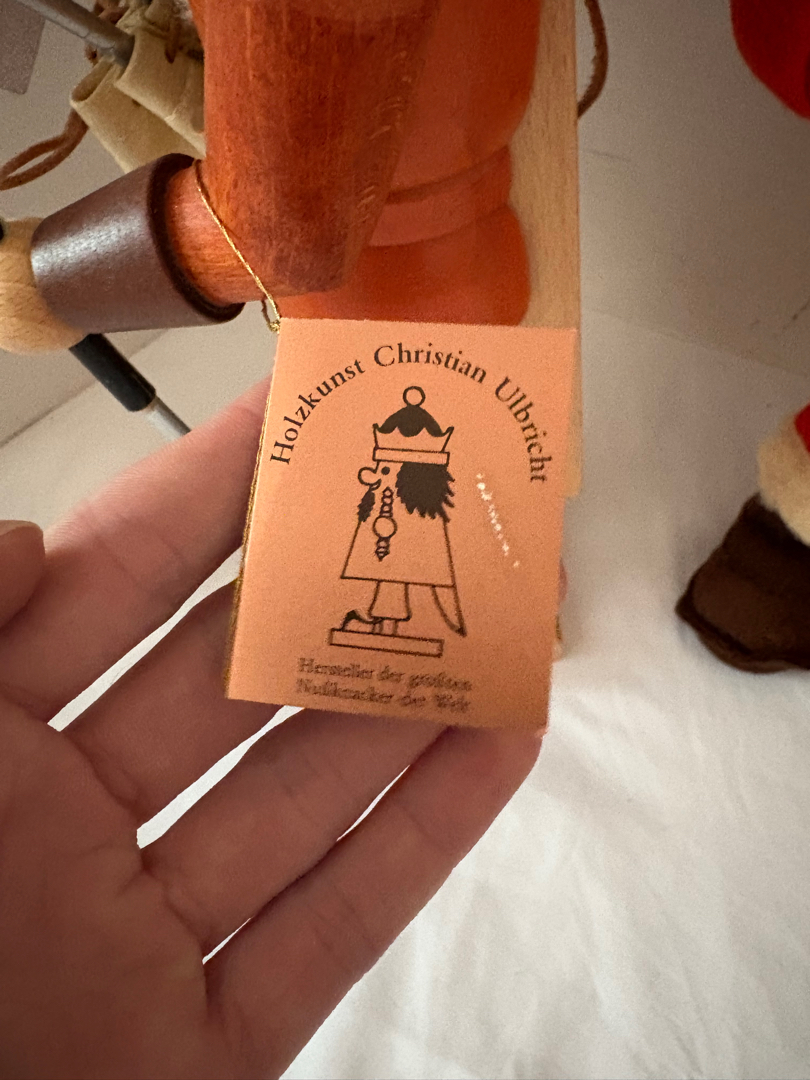 Holzkunst Christian Ulbricht
Hersteller der größten
Nußknacker der Welt